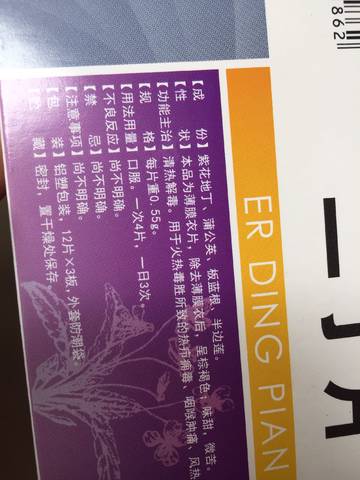 862
ER DING PIAN
【成　份】紫花地丁、蒲公英、板蓝根、半边莲。
【性　状】本品为薄膜衣片，除去薄膜衣后，呈棕褐色；味甜，微苦。
【功能主治】清热解毒。用于火热毒盛所致的热疖痈毒、咽喉肿痛、风热
【规　格】每片重0.55g。
【用法用量】口服。一次4片，一日3次。
【不良反应】尚不明确。
【禁　忌】尚不明确。
【注意事项】尚不明确。
【包　装】铝塑包装，12片×3板，外套防潮袋。
藏】密封，置干燥处保存。